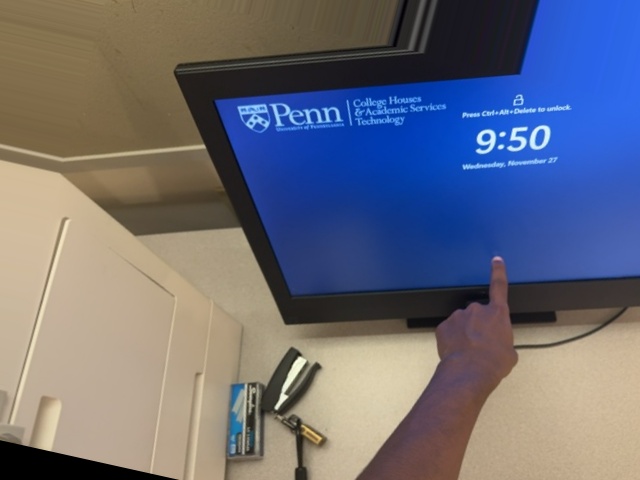 Penn
UNIVERSITY of PENNSYLVANIA
College Houses
& Academic Services
Technology
Press Ctrl+Alt+Delete to unlock.
9:50
Wednesday, November 27